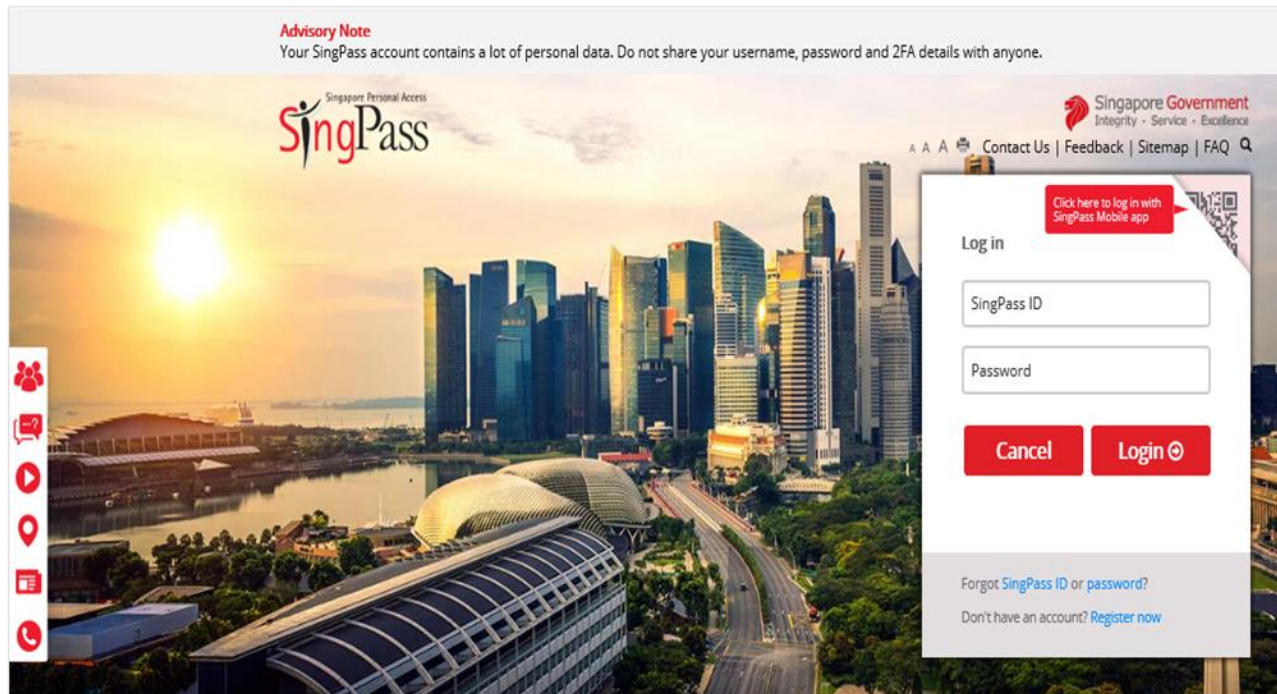 Advisory Note
Your SingPass account contains a lot of personal data. Do not share your username, password and 2FA details with anyone.
Singapore Personal Access
SingPass
Singapore Government
Integrity · Service · Excellence
A A A Contact Us | Feedback | Sitemap | FAQ
Click here to log in with
SingPass Mobile app
Log in
SingPass ID
Password
Cancel
Login
Forgot SingPass ID or password?
Don't have an account? Register now